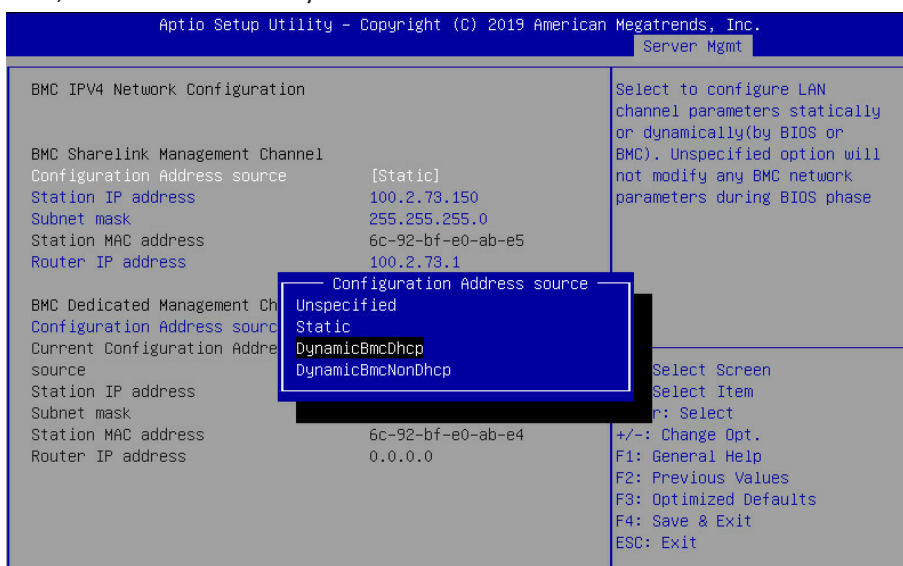 Aptio Setup Utility – Copyright (C) 2019 American Megatrends, Inc.
Server Mgmt
BMC IPV4 Network Configuration
BMC Sharelink Management Channel
Configuration Address source [Static]
Station IP address 100.2.73.150
Subnet mask 255.255.255.0
Station MAC address 6c-92-bf-e0-ab-e5
Router IP address 100.2.73.1
BMC Dedicated Management Ch
Configuration Address sourc
Current Configuration Addre
source
Station IP address
Subnet mask
Station MAC address 6c-92-bf-e0-ab-e4
Router IP address 0.0.0.0
Configuration Address source
Unspecified
Static
DynamicBmcDhcp
DynamicBmcNonDhcp
Select to configure LAN
channel parameters statically
or dynamically(by BIOS or
BMC). Unspecified option will
not modify any BMC network
parameters during BIOS phase
Select Screen
Select Item
r: Select
+/-: Change Opt.
F1: General Help
F2: Previous Values
F3: Optimized Defaults
F4: Save & Exit
ESC: Exit